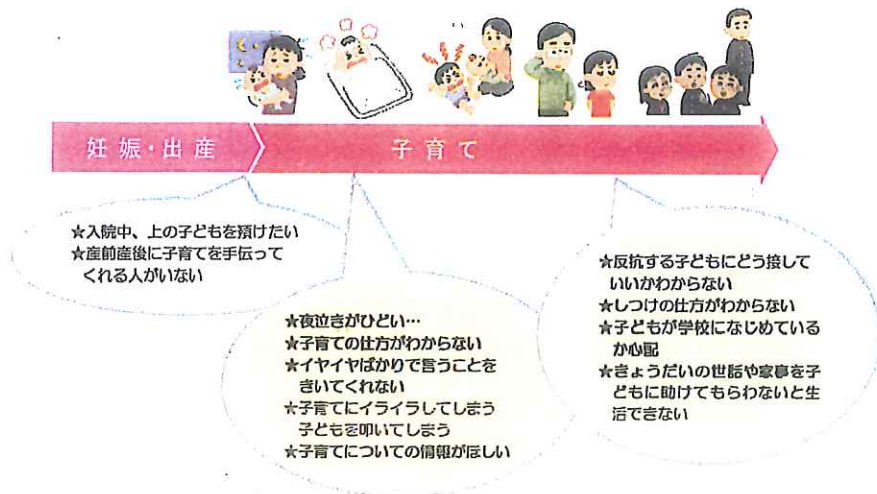 妊娠・出産
子育て
★入院中、上の子どもを預けたい
★産前産後に子育てを手伝って
くれる人がいない
★夜泣きがひどい…
★子育ての仕方がわからない
★イヤイヤばかりで言うことを
きいてくれない
★子育てにイライラしてしまう
子どもを叩いてしまう
★子育てについての情報がほしい
★反抗する子どもにどう接して
いいかわからない
★しつけの仕方がわからない
★子どもが学校になじめている
か心配
★きょうだいの世話や家事を子
どもに助けてもらわないと生
活できない